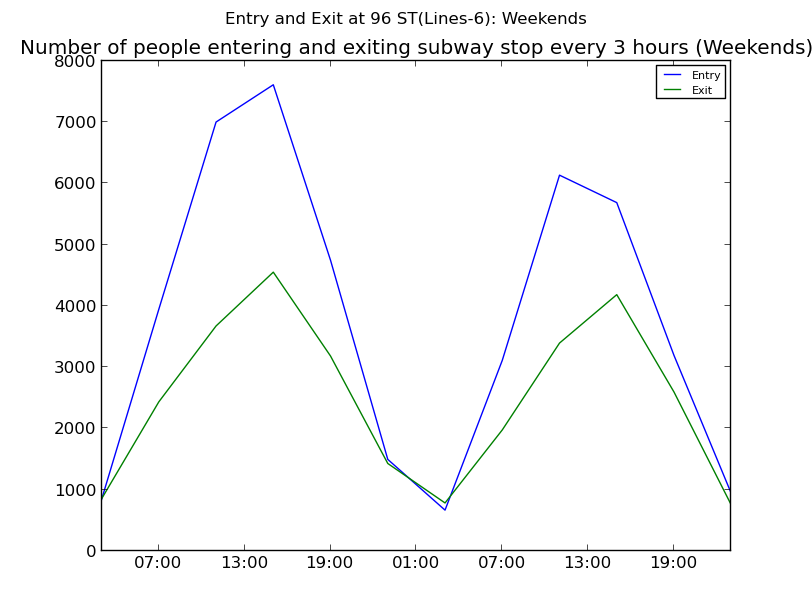 Entry and Exit at 96 ST(Lines-6): Weekends
Number of people entering and exiting subway stop every 3 hours (Weekends)
8000
7000
6000
5000
4000
3000
2000
1000
0
Entry
Exit
07:00 13:00 19:00 01:00 07:00 13:00 19:00